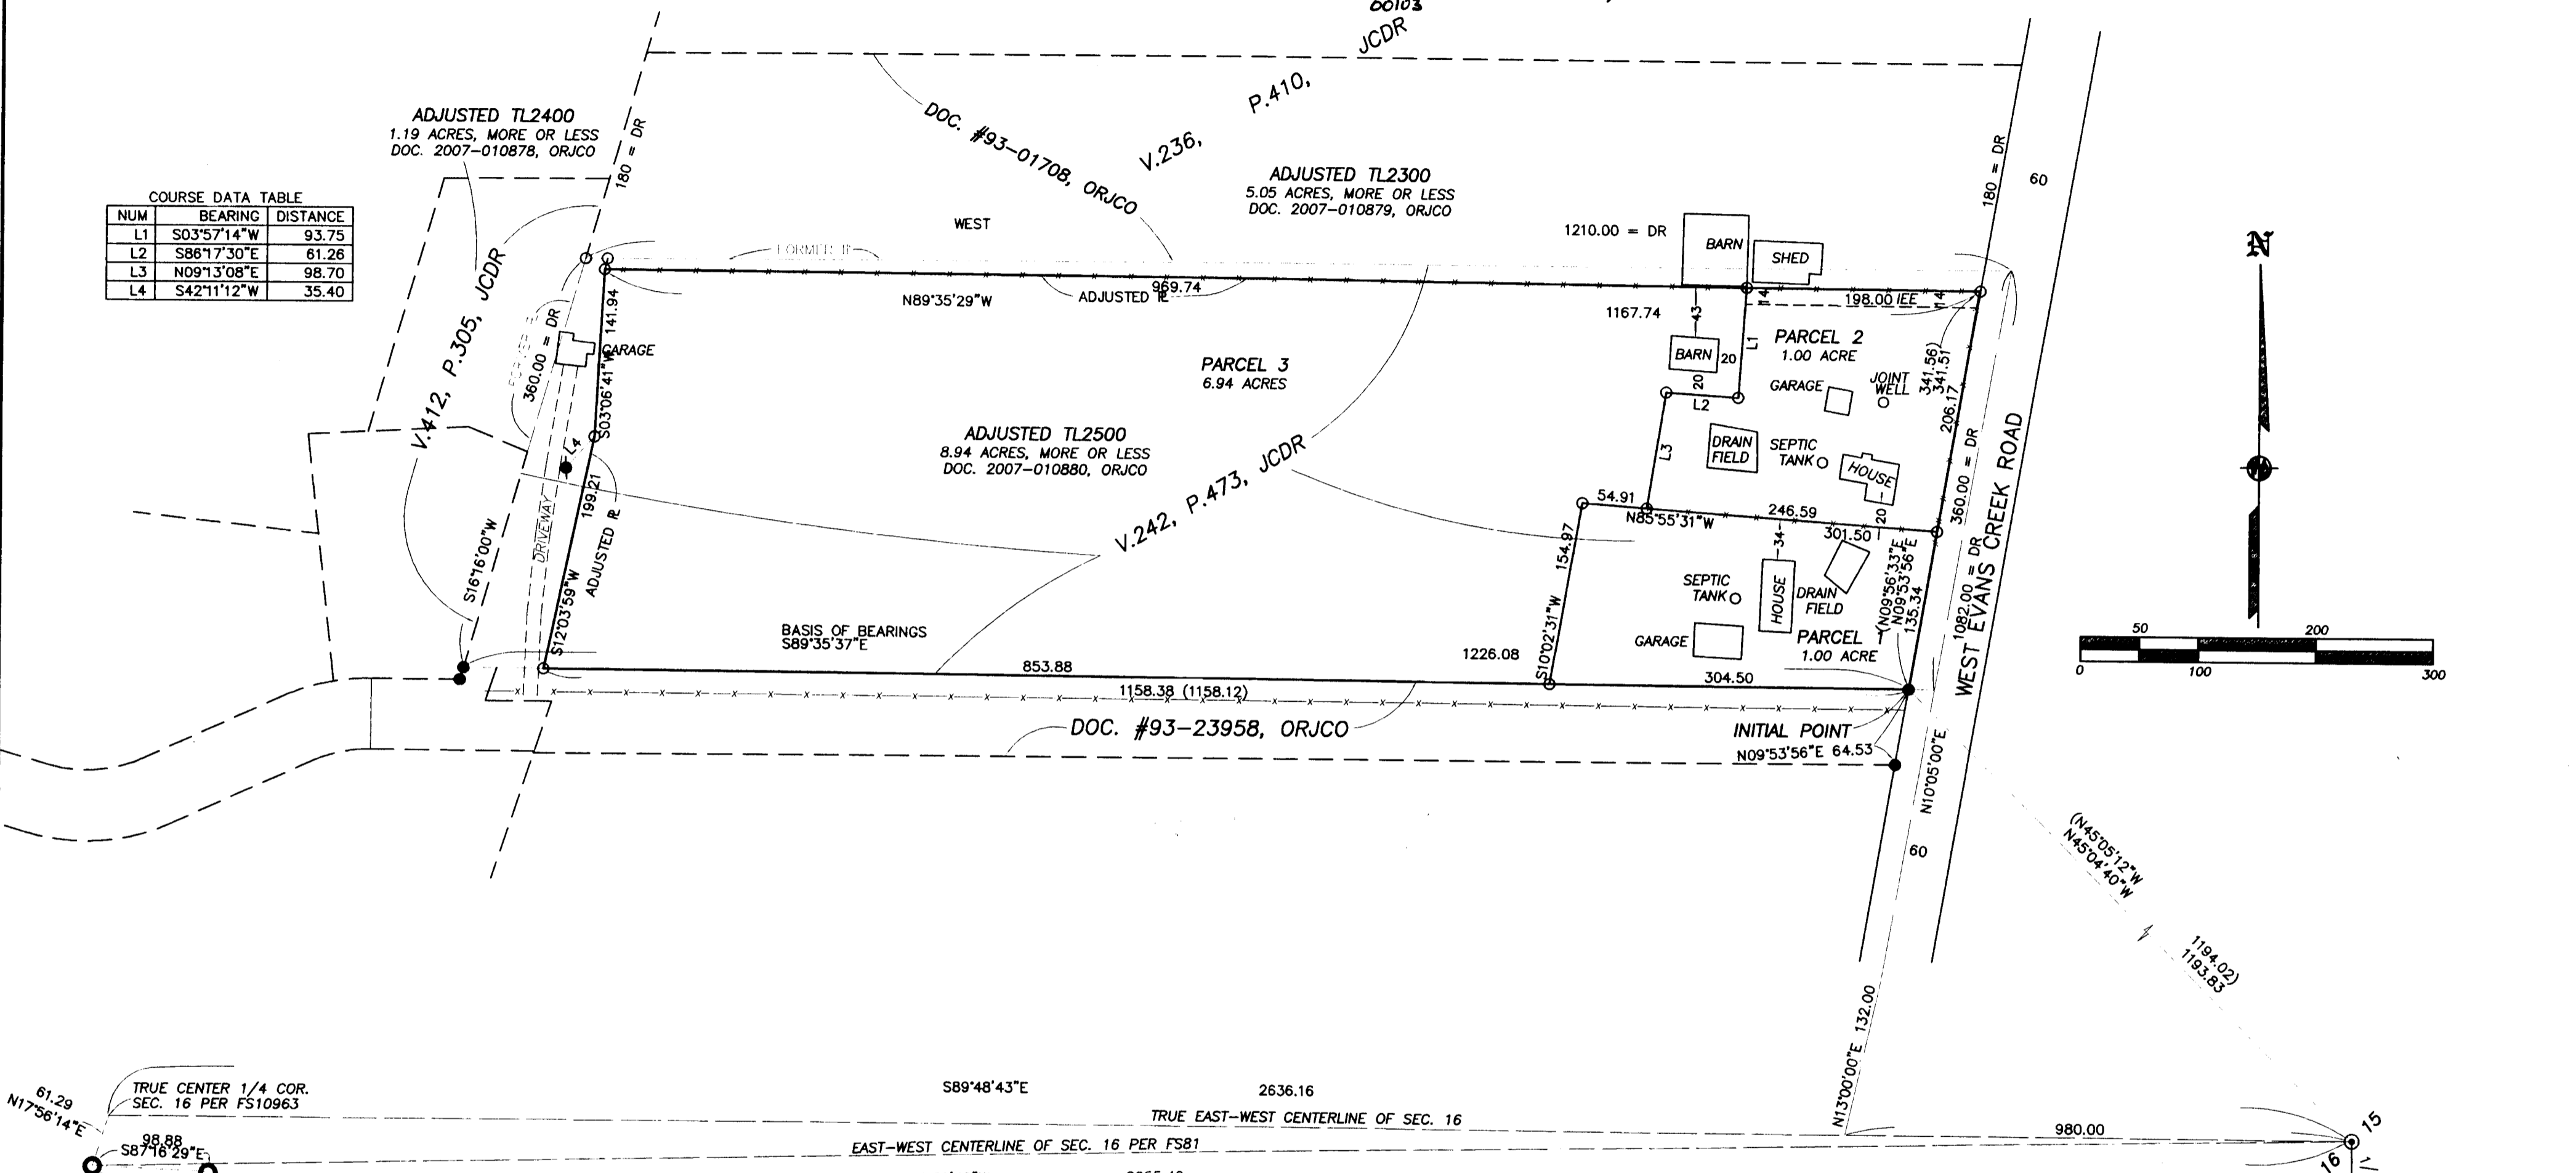 00103
JCDR
P.410,
V.236,
DOC. #93-01708, ORJCO
ADJUSTED TL2400
1.19 ACRES, MORE OR LESS
DOC. 2007-010878, ORJCO
180 = DR
180 = DR
60
ADJUSTED TL2300
5.05 ACRES, MORE OR LESS
DOC. 2007-010879, ORJCO
COURSE DATA TABLE
NUM BEARING DISTANCE
L1 S03°57'14"W 93.75
L2 S86°17'30"E 61.26
L3 N09°13'08"E 98.70
L4 S42°11'12"W 35.40
WEST
1210.00 = DR
BARN
SHED
N
V.412, P.305, JCDR
969.74
N89°35'29"W
ADJUSTED PL
1167.74
43
14
198.00 IEE
14
141.94
360.00 = DR
GARAGE
S03°06'41"W
PARCEL 3
6.94 ACRES
BARN
20
20
L1
L2
PARCEL 2
1.00 ACRE
GARAGE
JOINT
WELL
341.56)
341.51
206.17
L4
ADJUSTED TL2500
8.94 ACRES, MORE OR LESS
DOC. 2007-010880, ORJCO
L3
DRAIN
FIELD
SEPTIC
TANK
HOUSE
20
360.00 = DR
WEST EVANS CREEK ROAD
V.242, P.473, JCDR
199.21
DRIVEWAY
ADJUSTED PL
S16°16'00"W
S12°03'59"W
54.91
N85°55'31"W
246.59
301.50
154.97
S10°02'31"W
34
SEPTIC
TANK
HOUSE
DRAIN
FIELD
(N09°56'33"E
N09°53'56"E
135.34
1082.00 = DR
50
200
0
100
300
BASIS OF BEARINGS
S89°35'37"E
GARAGE
PARCEL 1
1.00 ACRE
853.88
1226.08
304.50
1158.38 (1158.12)
DOC. #93-23958, ORJCO
INITIAL POINT
N09°53'56"E 64.53
N10°05'00"E
60
(N45°05'12"W
N45°04'40"W
1194.02)
1193.83
N13°00'00"E 132.00
61.29
N17°56'14"E
TRUE CENTER 1/4 COR.
SEC. 16 PER FS10963
S89°48'43"E
2636.16
TRUE EAST-WEST CENTERLINE OF SEC. 16
980.00
15
16
98.88
S87°16'29"E
EAST-WEST CENTERLINE OF SEC. 16 PER FS81